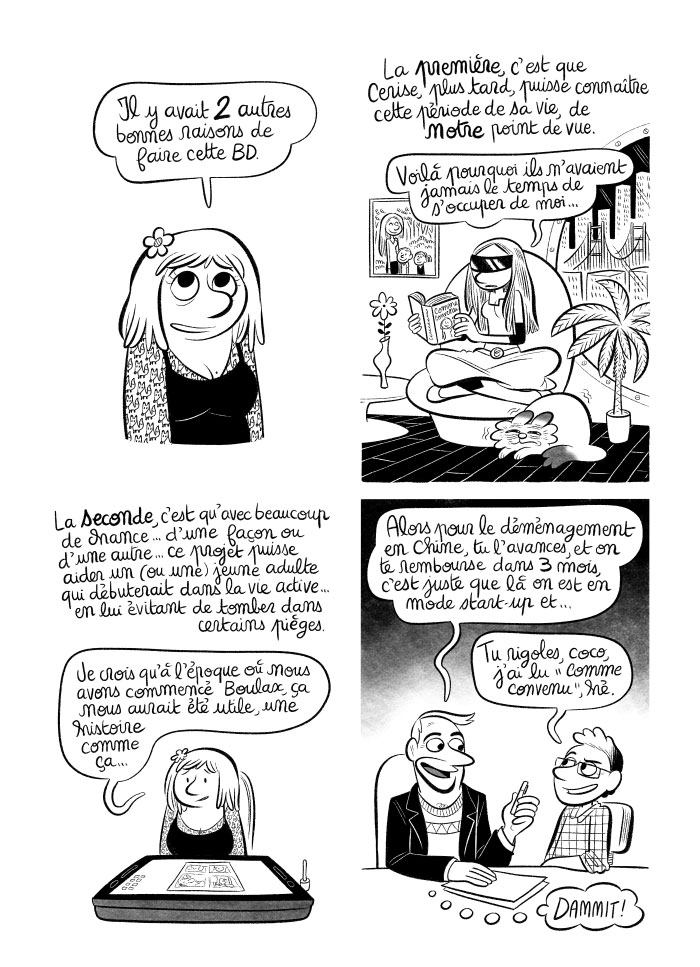 Il y avait 2 autres
bonnes raisons de
faire cette BD.
La première, c'est que
Cerise, plus tard, puisse connaître
cette période de sa vie, de
notre point de vue.
Voilà pourquoi ils n'avaient
jamais le temps de
s'occuper de moi...
comme
convenu
La seconde, c'est qu'avec beaucoup
de chance... d'une façon ou
d'une autre... ce projet puisse
aider un (ou une) jeune adulte
qui débuterait dans la vie active...
en lui évitant de tomber dans
certains pièges.
Je crois qu'à l'époque où nous
avons commencé Boulax, ça
nous aurait été utile, une
histoire
comme
ça...
Alors pour le déménagement
en Chine, tu l'avances, et on
te rembourse dans 3 mois,
c'est juste que là on est en
mode start-up et...
Tu rigoles, coco,
j'ai lu "Comme
convenu", hé.
DAMMIT!